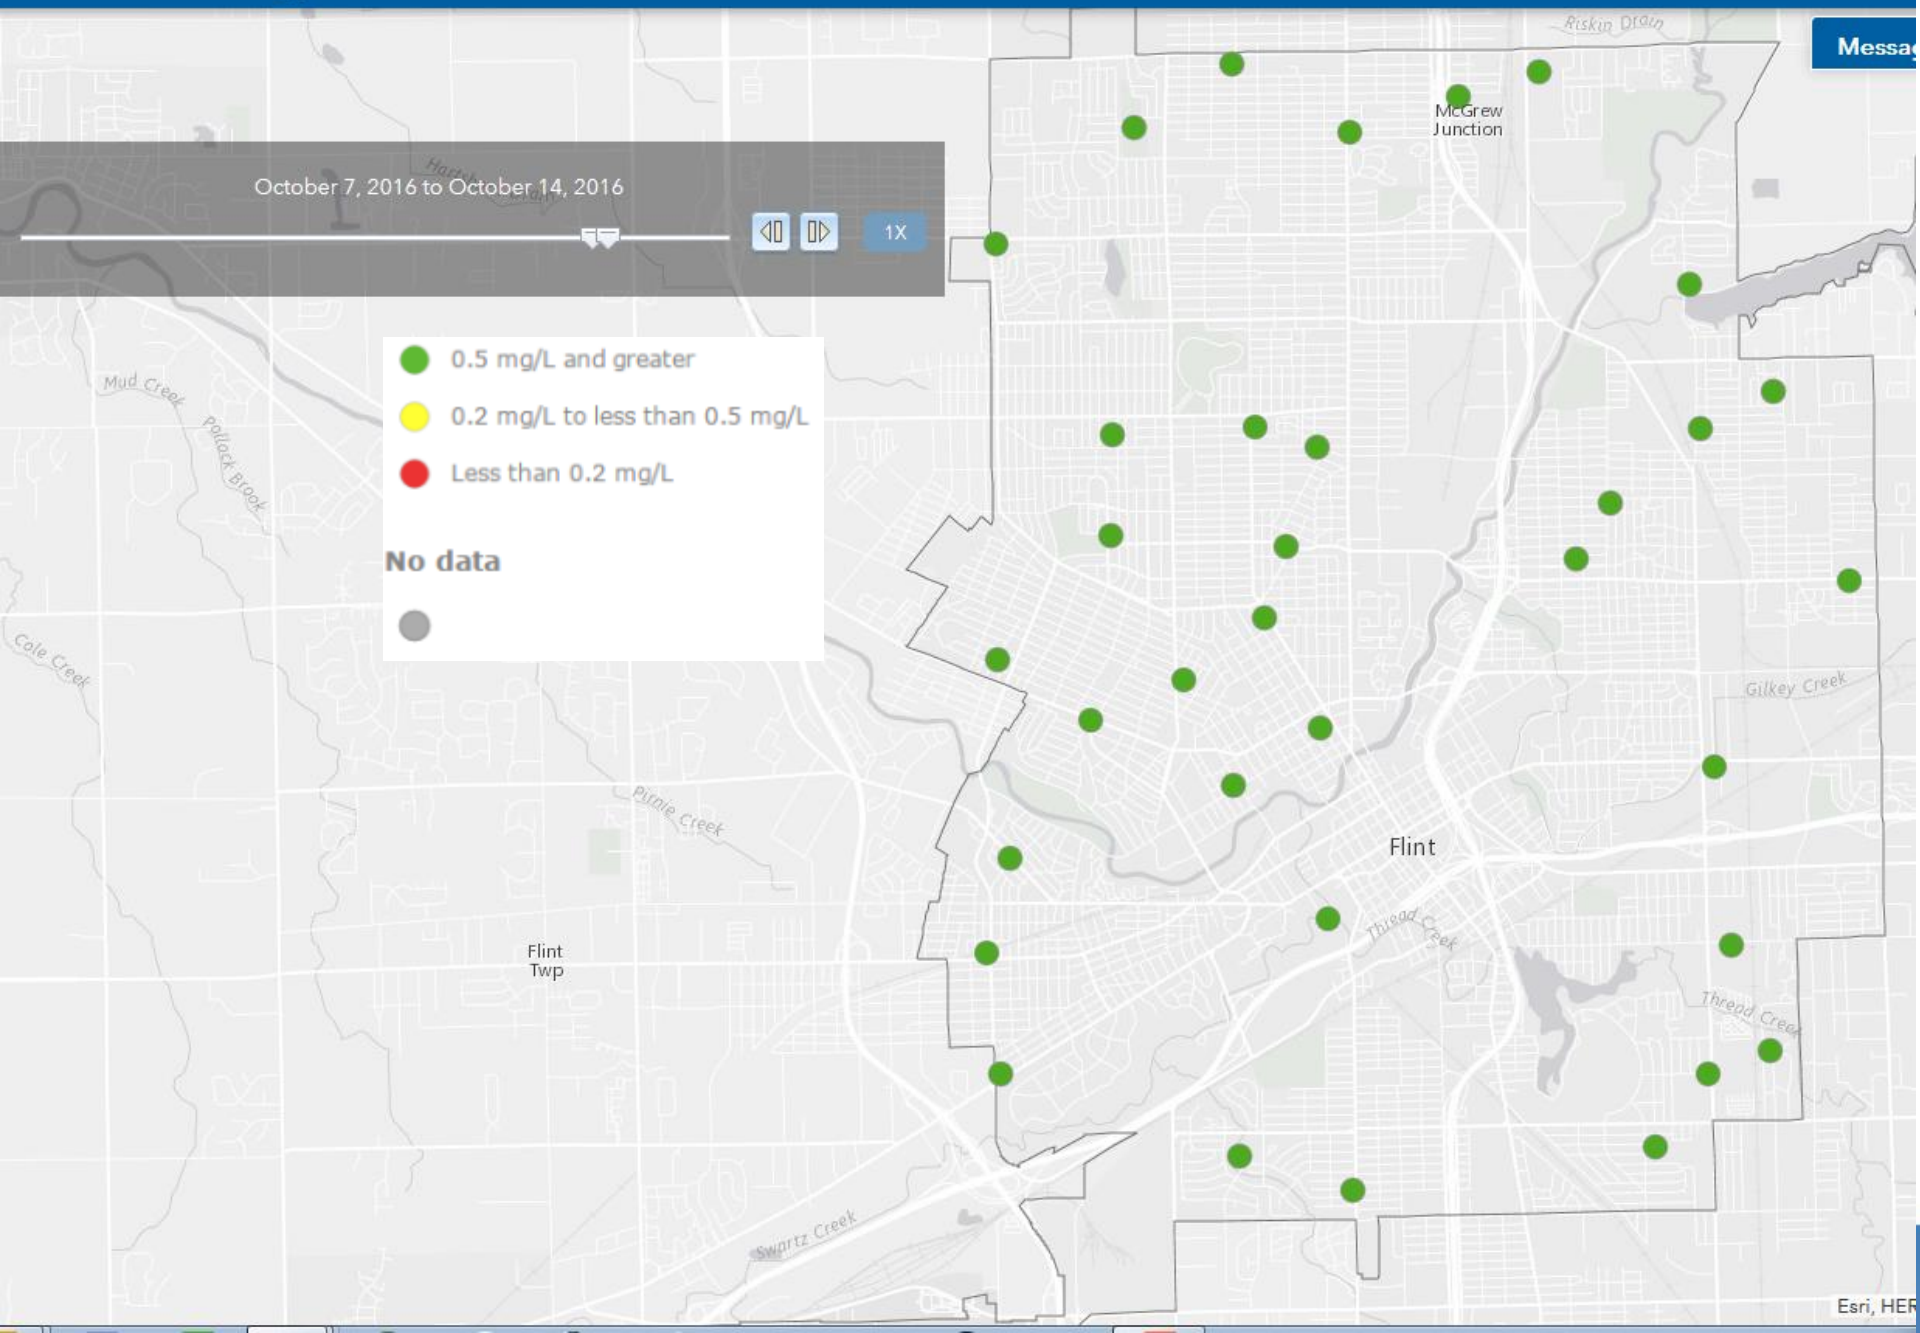 Riskin Drain
Messag
McGrew
Junction
October 7, 2016 to October 14, 2016
1X
0.5 mg/L and greater
Mud Creek
0.2 mg/L to less than 0.5 mg/L
Pollack Brook
Less than 0.2 mg/L
No data
Cole Creek
Gilkey Creek
Pirnie Creek
Flint
Thread Creek
Flint
Twp
Thread Creek
Swartz Creek
Esri, HER